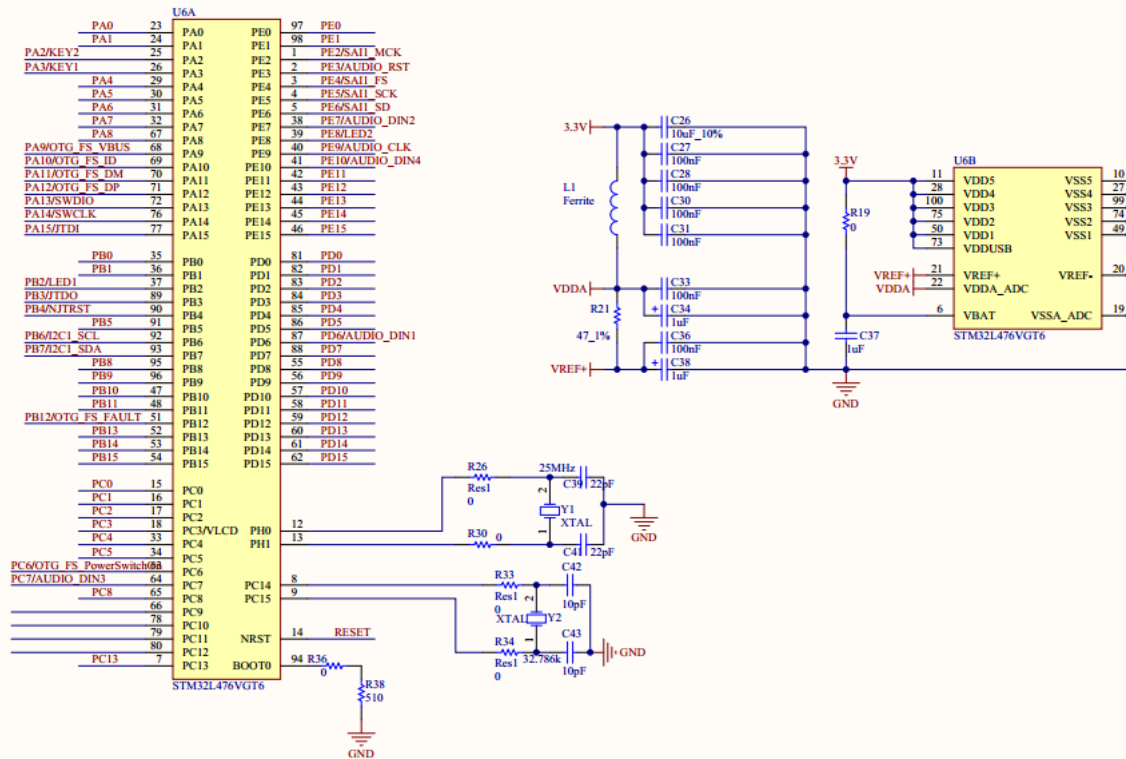 U6A
PA0 23 PA0 PE0 97 PE0
PA1 24 PA1 PE1 98 PE1
PA2/KEY2 25 PA2 PE2 1 PE2/SAI1_MCK
PA3/KEY1 26 PA3 PE3 2 PE3/AUDIO_RST
PA4 29 PA4 PE4 3 PE4/SAI1_FS
PA5 30 PA5 PE5 4 PE5/SAI1_SCK
PA6 31 PA6 PE6 5 PE6/SAI1_SD
PA7 32 PA7 PE7 38 PE7/AUDIO_DIN2
PA8 67 PA8 PE8 39 PE8/LED2
PA9/OTG_FS_VBUS 68 PA9 PE9 40 PE9/AUDIO_CLK
PA10/OTG_FS_ID 69 PA10 PE10 41 PE10/AUDIO_DIN4
PA11/OTG_FS_DM 70 PA11 PE11 42 PE11
PA12/OTG_FS_DP 71 PA12 PE12 43 PE12
PA13/SWDIO 72 PA13 PE13 44 PE13
PA14/SWCLK 76 PA14 PE14 45 PE14
PA15/JTDI 77 PA15 PE15 46 PE15
PB0 35 PB0 PD0 81 PD0
PB1 36 PB1 PD1 82 PD1
PB2/LED1 37 PB2 PD2 83 PD2
PB3/JTDO 89 PB3 PD3 84 PD3
PB4/NJTRST 90 PB4 PD4 85 PD4
PB5 91 PB5 PD5 86 PD5
PB6/I2C1_SCL 92 PB6 PD6 87 PD6/AUDIO_DIN1
PB7/I2C1_SDA 93 PB7 PD7 88 PD7
PB8 95 PB8 PD8 55 PD8
PB9 96 PB9 PD9 56 PD9
PB10 47 PB10 PD10 57 PD10
PB11 48 PB11 PD11 58 PD11
PB12/OTG_FS_FAULT 51 PB12 PD12 59 PD12
PB13 52 PB13 PD13 60 PD13
PB14 53 PB14 PD14 61 PD14
PB15 54 PB15 PD15 62 PD15
PC0 15 PC0
PC1 16 PC1
PC2 17 PC2
PC3 18 PC3/VLCD PH0 12
PC4 33 PC4 PH1 13
PC5 34 PC5
PC6/OTG_FS_PowerSwitchOn PC6
PC7/AUDIO_DIN3 64 PC7 PC14 8
PC8 65 PC8 PC15 9
66 PC9
78 PC10
79 PC11 NRST 14 RESET
80 PC12
PC13 7 PC13 BOOT0 94
STM32L476VGT6
R36
0
R38
510
GND
3.3V
L1
Ferrite
C26
10uF_10%
C27
100nF
C28
100nF
C30
100nF
C31
100nF
VDDA
C33
100nF
R21
47_1%
+ C34
1uF
C36
100nF
VREF+
+ C38
1uF
3.3V
R19
0
C37
1uF
GND
U6B
11 VDD5 VSS5 10
28 VDD4 VSS4 27
100 VDD3 VSS3 99
75 VDD2 VSS2 74
50 VDD1 VSS1 49
73 VDDUSB
VREF+ 21 VREF+ VREF- 20
VDDA 22 VDDA_ADC
6 VBAT VSSA_ADC 19
STM32L476VGT6
R26
Res1
0
25MHz
C39 22pF
2
Y1
XTAL
1
R30 0
C41 22pF
GND
R33
Res1
0
C42
10pF
2
XTAL Y2
1
R34
Res1
0
32.786k
C43
10pF
GND